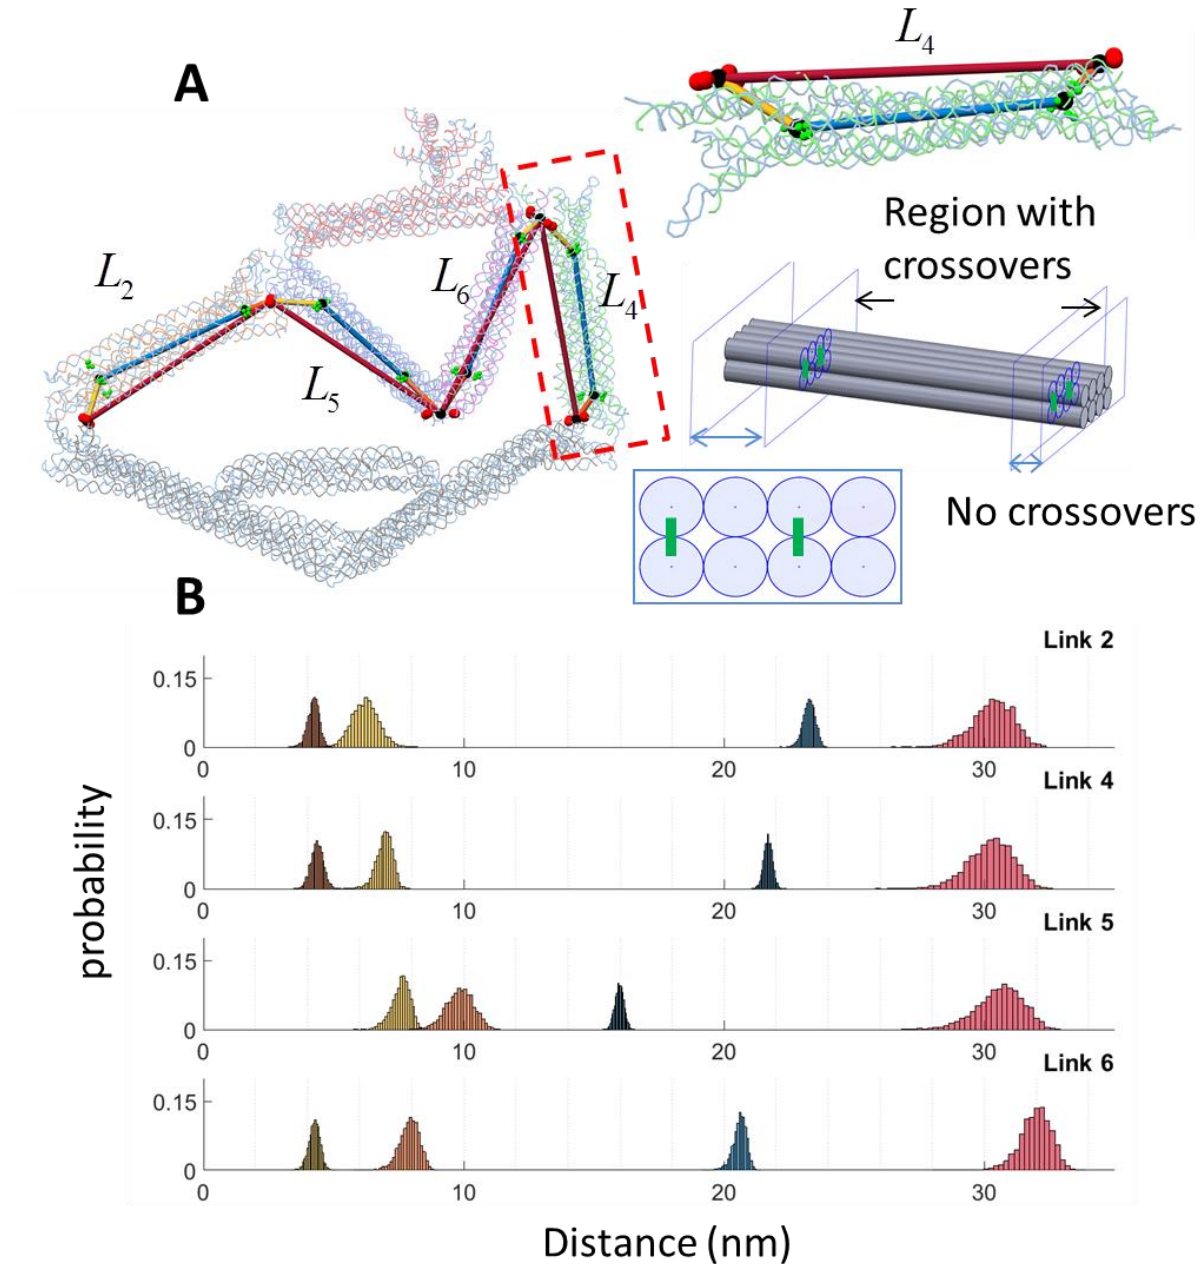 A
L₄
L₂
L₆
L₄
L₅
Region with
crossovers
No crossovers
B
Link 2
0.15
0
0 10 20 30
Link 4
0.15
0
0 10 20 30
Link 5
0.15
0
0 10 20 30
Link 6
0.15
0
0 10 20 30
probability
Distance (nm)